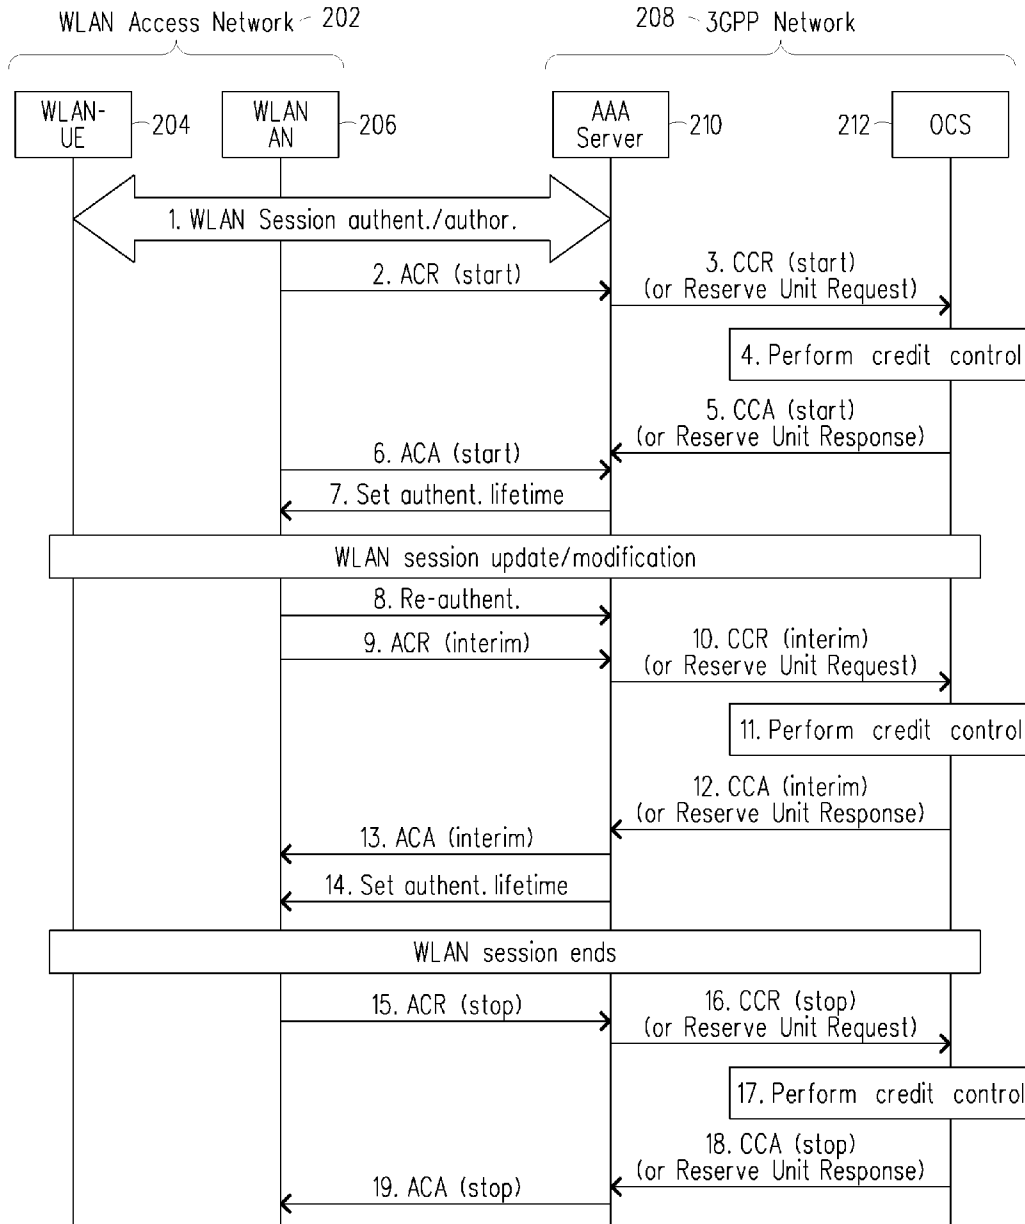 WLAN Access Network 202
208 3GPP Network
WLAN-
UE
204
WLAN
AN
206
AAA
Server
210
212
OCS
1. WLAN Session authent./author.
2. ACR (start)
3. CCR (start)
(or Reserve Unit Request)
4. Perform credit control
5. CCA (start)
(or Reserve Unit Response)
6. ACA (start)
7. Set authent. lifetime
WLAN session update/modification
8. Re-authent.
9. ACR (interim)
10. CCR (interim)
(or Reserve Unit Request)
11. Perform credit control
12. CCA (interim)
(or Reserve Unit Response)
13. ACA (interim)
14. Set authent. lifetime
WLAN session ends
15. ACR (stop)
16. CCR (stop)
(or Reserve Unit Request)
17. Perform credit control
18. CCA (stop)
(or Reserve Unit Response)
19. ACA (stop)